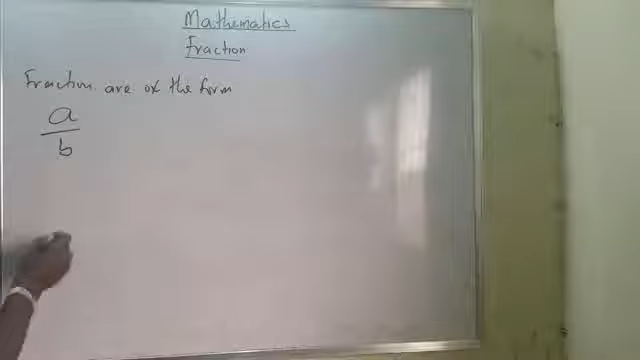 Mathematics
Fraction
Fraction are of the form
a
b